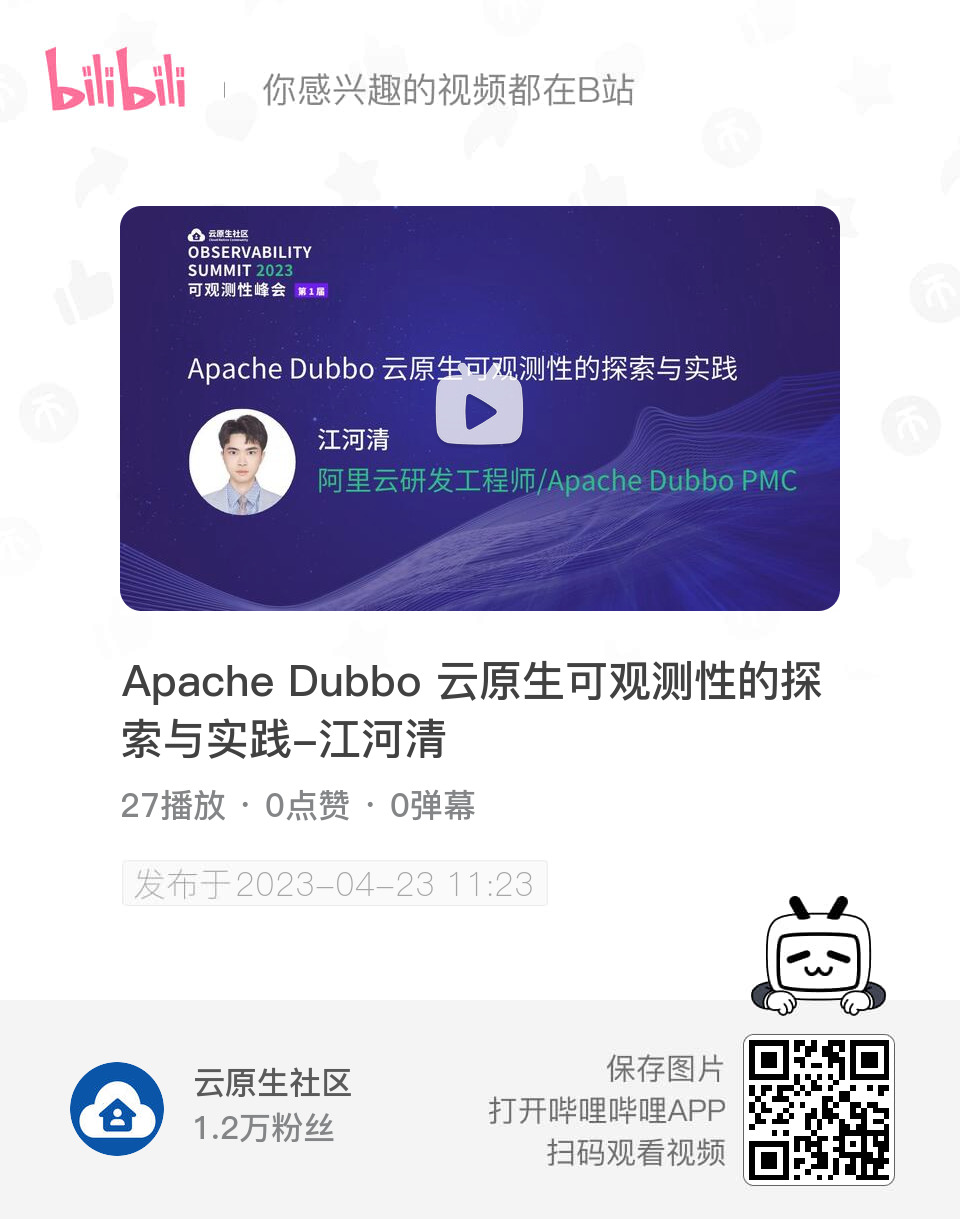 bilibili
你感兴趣的视频都在B站
云原生社区
Cloud Native Community
OBSERVABILITY
SUMMIT 2023
可观测性峰会 第1届
Apache Dubbo 云原生可观测性的探索与实践
江河清
阿里云研发工程师/Apache Dubbo PMC
Apache Dubbo 云原生可观测性的探
索与实践-江河清
27播放 · 0点赞 · 0弹幕
发布于2023-04-23 11:23
云原生社区
1.2万粉丝
保存图片
打开哔哩哔哩APP
扫码观看视频